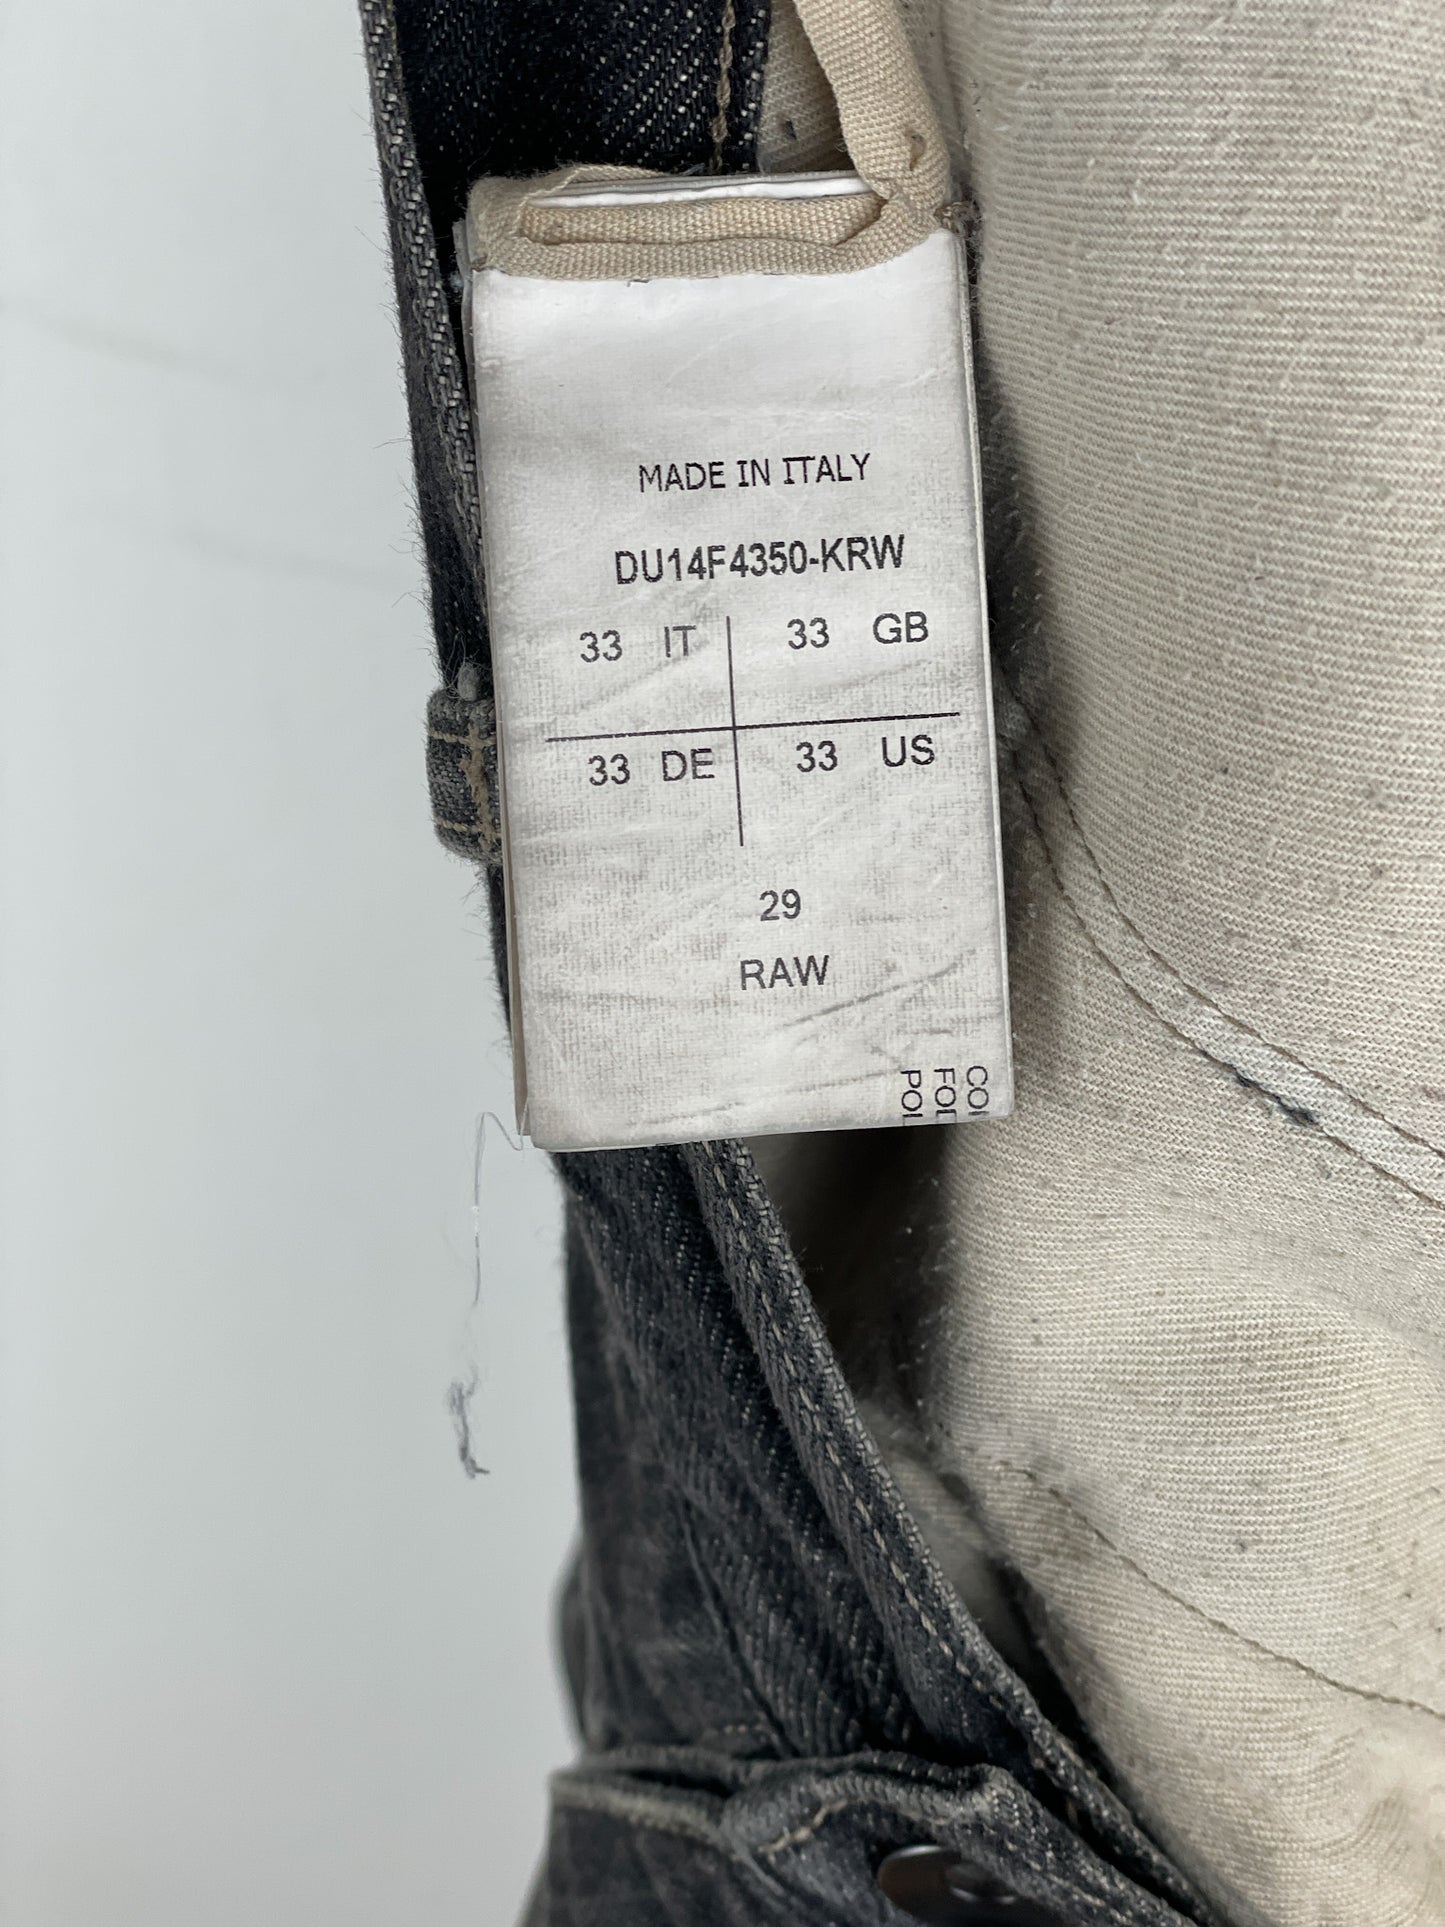 MADE IN ITALY
DU14F4350-KRW
33 IT 33 GB
33 DE 33 US
29
RAW